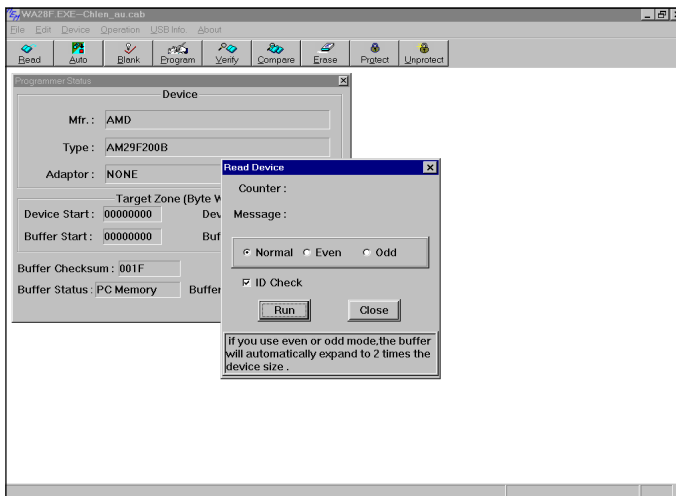 WA28F.EXE—Chlen_au.cnb
File Edit Device Operation USB Info. About
Read Auto Blank Program Verify Compare Erase Protect Unprotect
Programmer Status
Device
Mfr. : AMD
Type : AM29F200B
Adaptor : NONE
Target Zone (Byte W
Device Start : 00000000 Dev
Buffer Start : 00000000 Buf
Buffer Checksum : 001F
Buffer Status : PC Memory Buffer
Read Device
Counter :
Message :
Normal Even Odd
ID Check
Run Close
if you use even or odd mode,the buffer
will automatically expand to 2 times the
device size .